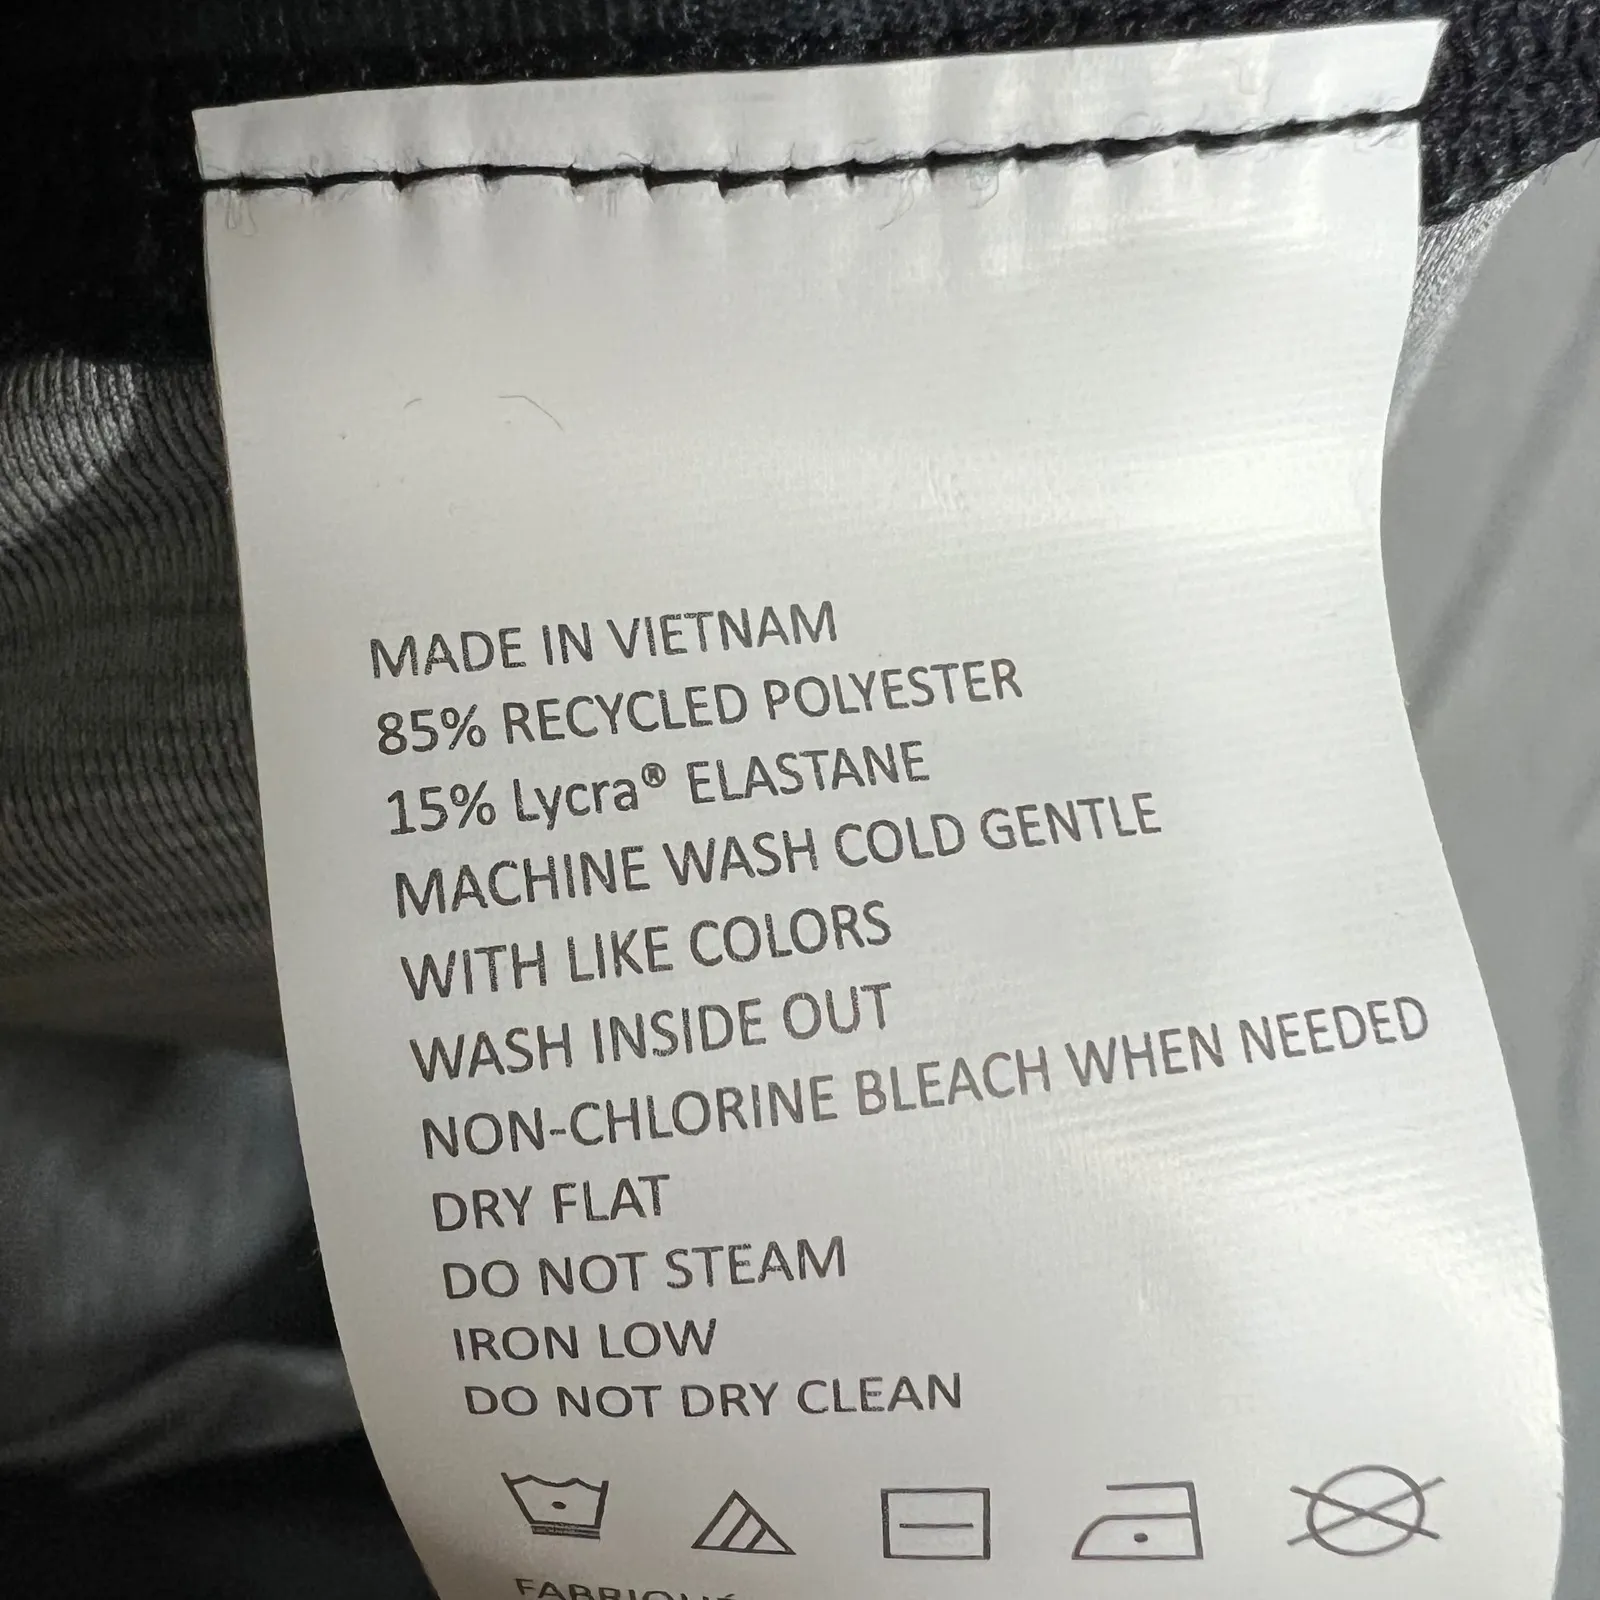 MADE IN VIETNAM
85% RECYCLED POLYESTER
15% Lycra® ELASTANE
MACHINE WASH COLD GENTLE
WITH LIKE COLORS
WASH INSIDE OUT
NON-CHLORINE BLEACH WHEN NEEDED
DRY FLAT
DO NOT STEAM
IRON LOW
DO NOT DRY CLEAN